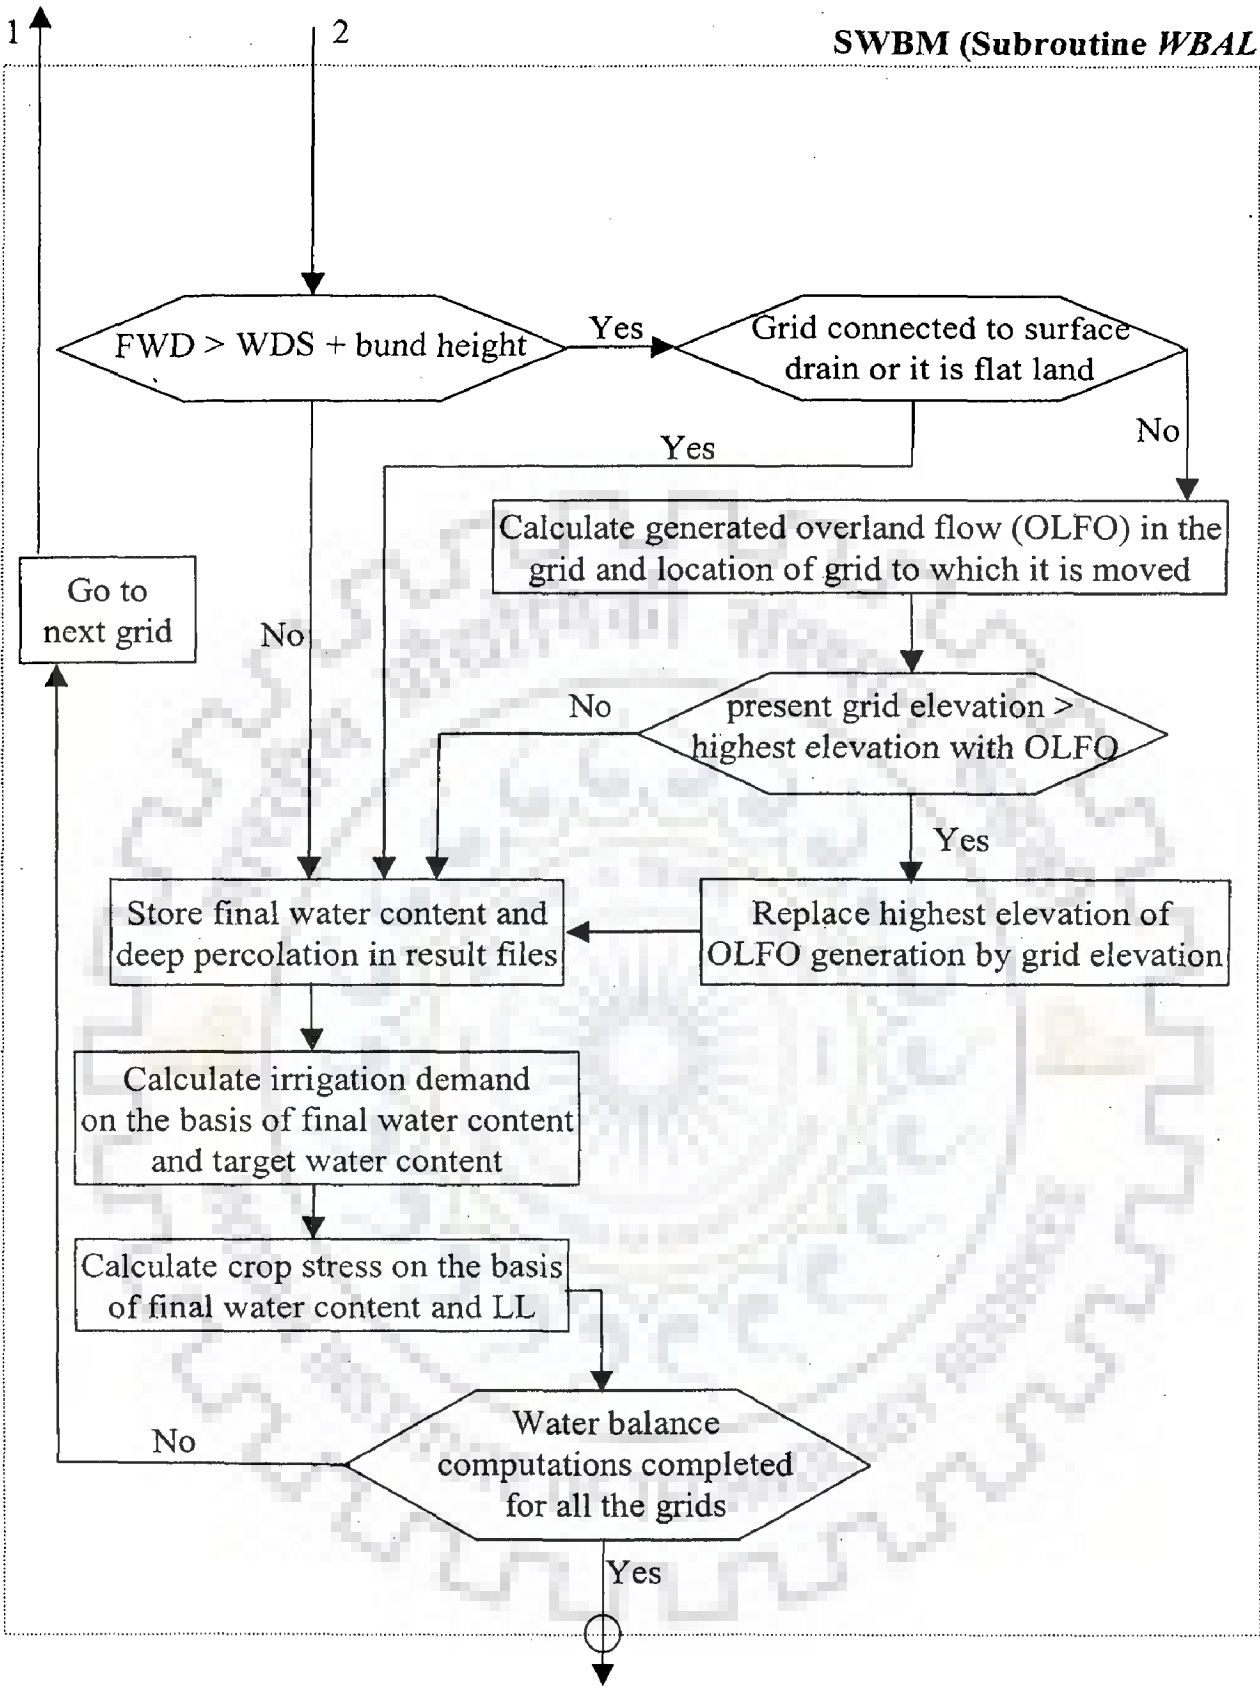 1
2
SWBM (Subroutine WBAL
FWD > WDS + bund height
Yes
Grid connected to surface
drain or it is flat land
No
Yes
Calculate generated overland flow (OLFO) in the
grid and location of grid to which it is moved
Go to
next grid
No
No
present grid elevation >
highest elevation with OLFO
Yes
Store final water content and
deep percolation in result files
Replace highest elevation of
OLFO generation by grid elevation
Calculate irrigation demand
on the basis of final water content
and target water content
Calculate crop stress on the basis
of final water content and LL
No
Water balance
computations completed
for all the grids
Yes